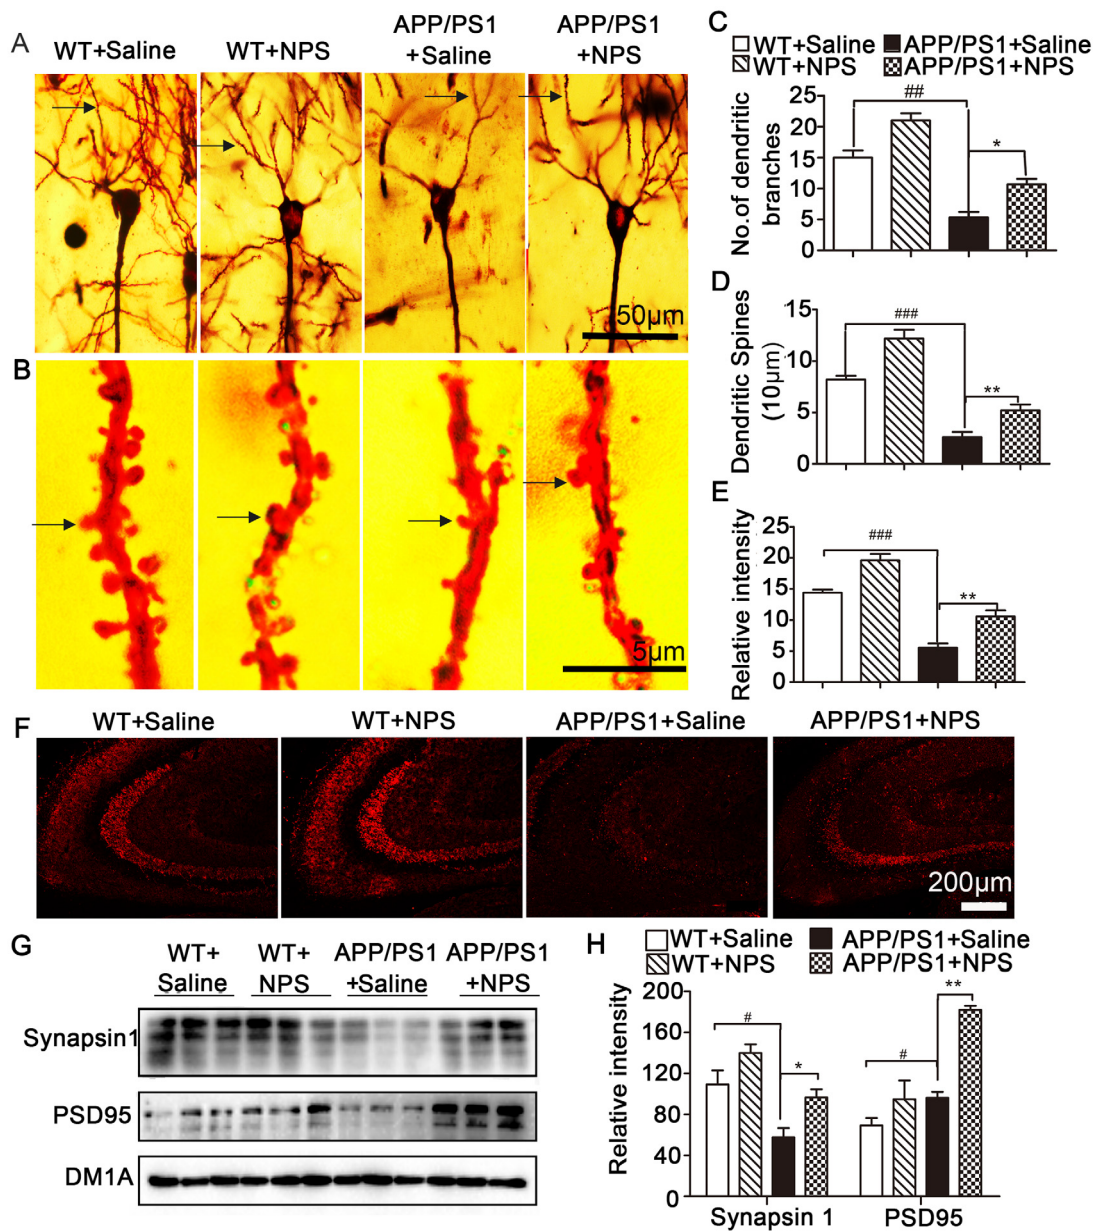 A
WT+Saline
WT+NPS
APP/PS1
+Saline
APP/PS1
+NPS
50µm
B
5µm
C
WT+Saline
APP/PS1+Saline
WT+NPS
APP/PS1+NPS
No.of dendritic
branches
25
20
15
10
5
0
##
*
D
Dendritic Spines
(10µm)
15
10
5
0
###
**
E
Relative intensity
25
20
15
10
5
0
###
**
F
WT+Saline
WT+NPS
APP/PS1+Saline
APP/PS1+NPS
200µm
G
WT+
Saline
WT+
NPS
APP/PS1
+Saline
APP/PS1
+NPS
Synapsin1
PSD95
DM1A
H
WT+Saline
APP/PS1+Saline
WT+NPS
APP/PS1+NPS
Relative intensity
200
160
120
80
40
0
#
*
#
**
Synapsin 1
PSD95